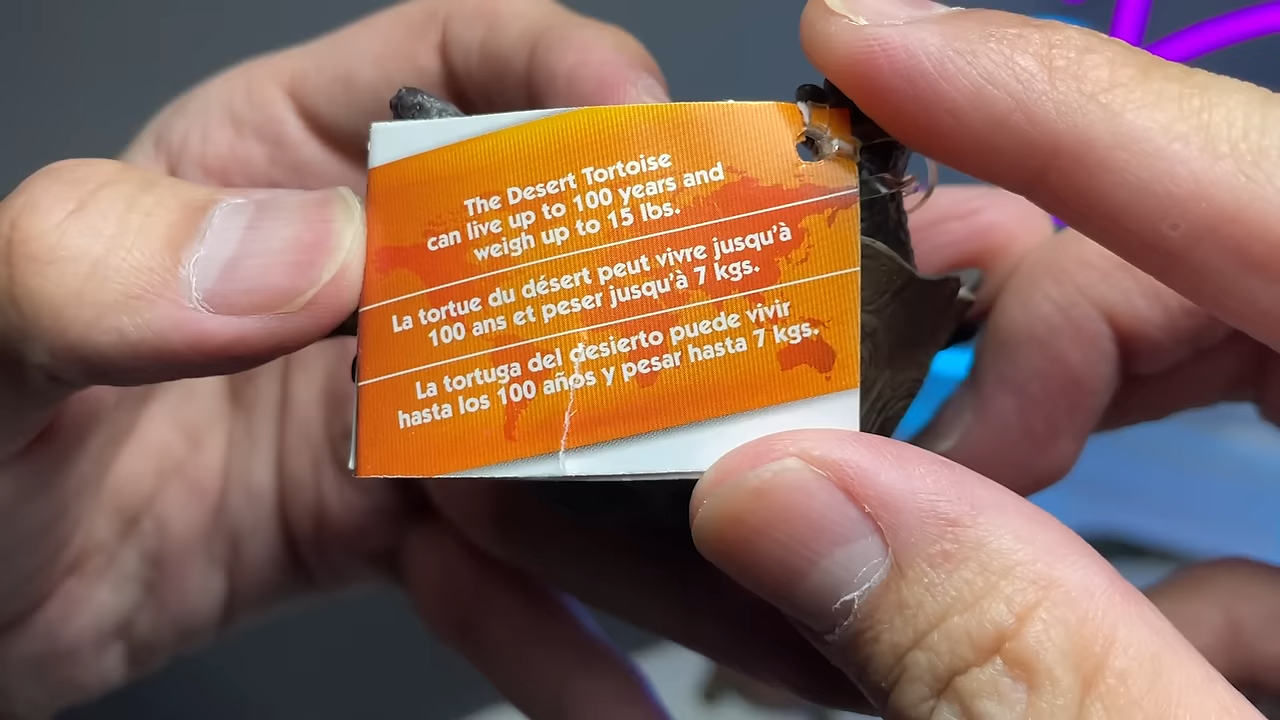 The Desert Tortoise
can live up to 100 years and
weigh up to 15 lbs.
La tortue du désert peut vivre jusqu'à
100 ans et peser jusqu'à 7 kgs.
La tortuga del desierto puede vivir
hasta los 100 años y pesar hasta 7 kgs.